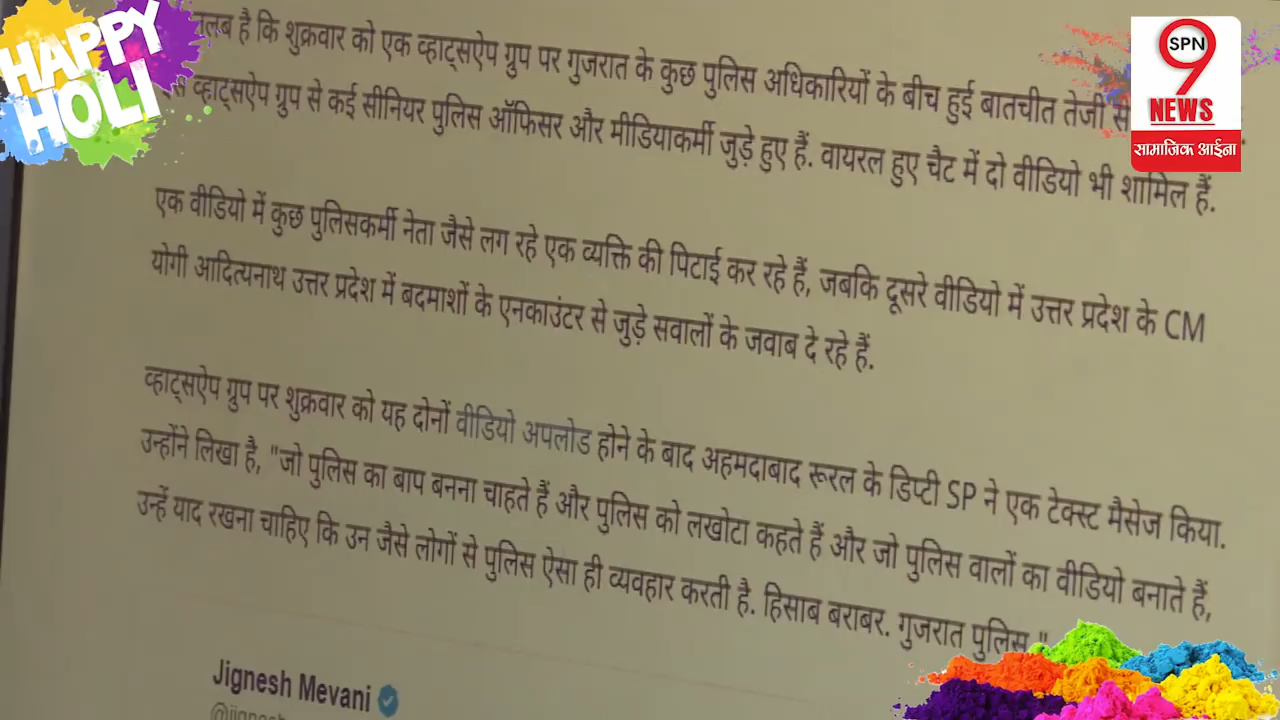 HAPPY
HOLI
है कि शुक्रवार को एक व्हाट्सऐप ग्रुप पर गुजरात के कुछ पुलिस अधिकारियों के बीच हुई बातचीत तेजी
व्हाट्सऐप ग्रुप से कई सीनियर पुलिस ऑफिसर और मीडियाकर्मी जुड़े हुए हैं. वायरल हुए चैट में दो वीडियो भी शामिल हैं.
एक वीडियो में कुछ पुलिसकर्मी नेता जैसे लग रहे एक व्यक्ति की पिटाई कर रहे हैं, जबकि दूसरे वीडियो में उत्तर प्रदेश के CM
योगी आदित्यनाथ उत्तर प्रदेश में बदमाशों के एनकाउंटर से जुड़े सवालों के जवाब दे रहे हैं.
व्हाट्सऐप ग्रुप पर शुक्रवार को यह दोनों वीडियो अपलोड होने के बाद अहमदाबाद रूरल के डिप्टी SP ने एक टेक्स्ट मैसेज किया.
उन्होंने लिखा है, "जो पुलिस का बाप बनना चाहते हैं और पुलिस को लखोटा कहते हैं और जो पुलिस वालों का वीडियो बनाते हैं,
उन्हें याद रखना चाहिए कि उन जैसे लोगों से पुलिस ऐसा ही व्यवहार करती है. हिसाब बराबर. गुजरात पुलिस."
Jignesh Mevani
SPN
9
NEWS
सामाजिक आईना